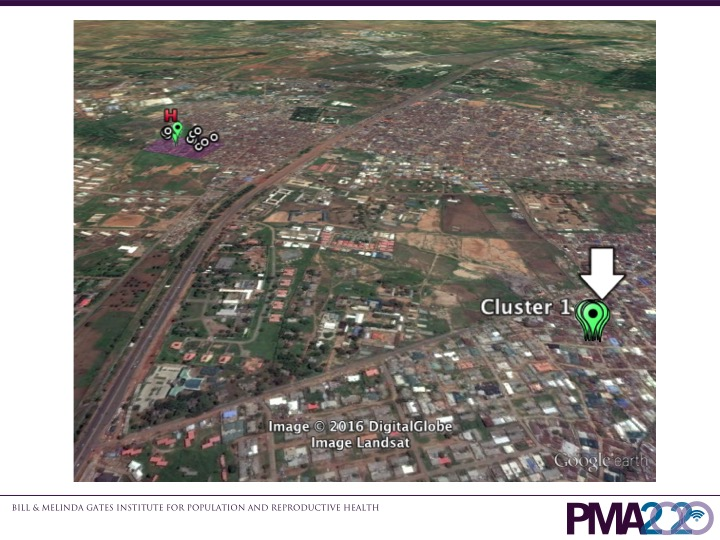 H
Cluster 1
Image © 2016 DigitalGlobe
Image Landsat
Google earth
BILL & MELINDA GATES INSTITUTE FOR POPULATION AND REPRODUCTIVE HEALTH
PMA2020